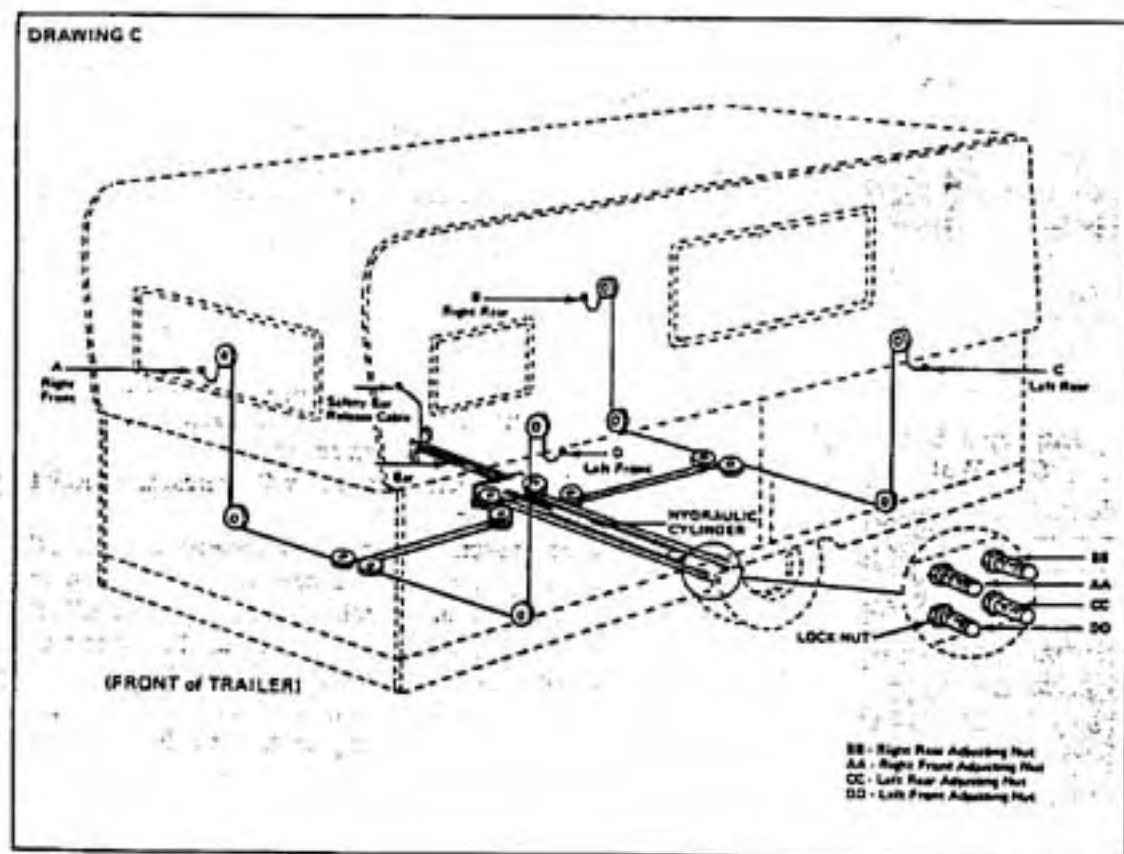 DRAWING C
B
Right Rear
A
Right
Front
C
Left Rear
Safety Bar
Release Cable
D
Left Front
Bar
HYDRAULIC
CYLINDER
BB
AA
CC
DD
LOCK NUT
(FRONT of TRAILER)
BB - Right Rear Adjusting Nut
AA - Right Front Adjusting Nut
CC - Left Rear Adjusting Nut
DD - Left Front Adjusting Nut